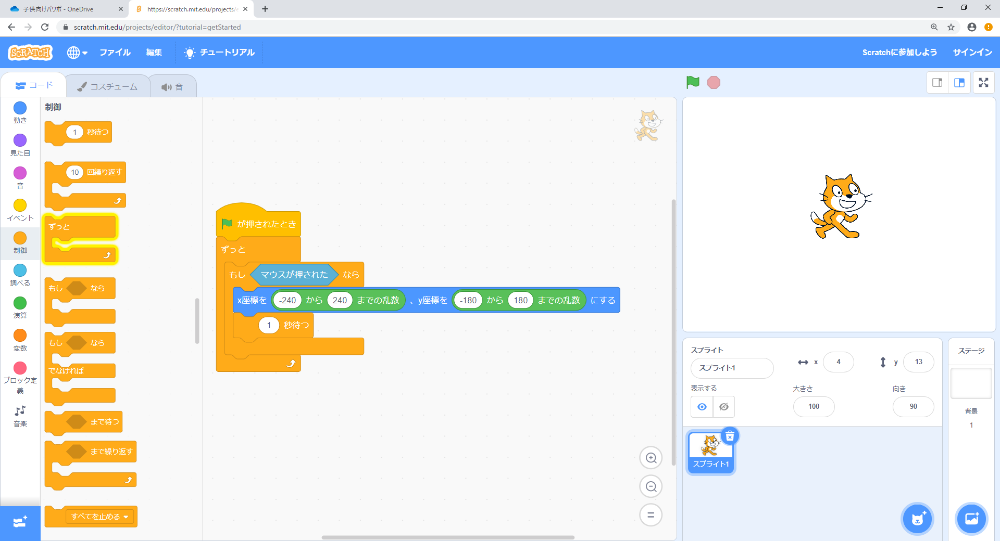 子供向けパワポ - OneDrive
https://scratch.mit.edu/projects/e
scratch.mit.edu/projects/editor/?tutorial=getStarted
SCRATCH
ファイル
編集
チュートリアル
Scratchに参加しよう
サインイン
コード
コスチューム
音
動き
見た目
音
イベント
制御
調べる
演算
変数
ブロック定
義
音楽
制御
1 秒待つ
10 回繰り返す
ずっと
もし なら
もし なら
でなければ
まで待つ
まで繰り返す
すべてを止める
が押されたとき
ずっと
もし マウスが押された なら
x座標を -240 から 240 までの乱数 、y座標を -180 から 180 までの乱数 にする
1 秒待つ
スプライト
スプライト1
x 4
y 13
表示する
大きさ
100
向き
90
スプライト1
ステージ
背景
1